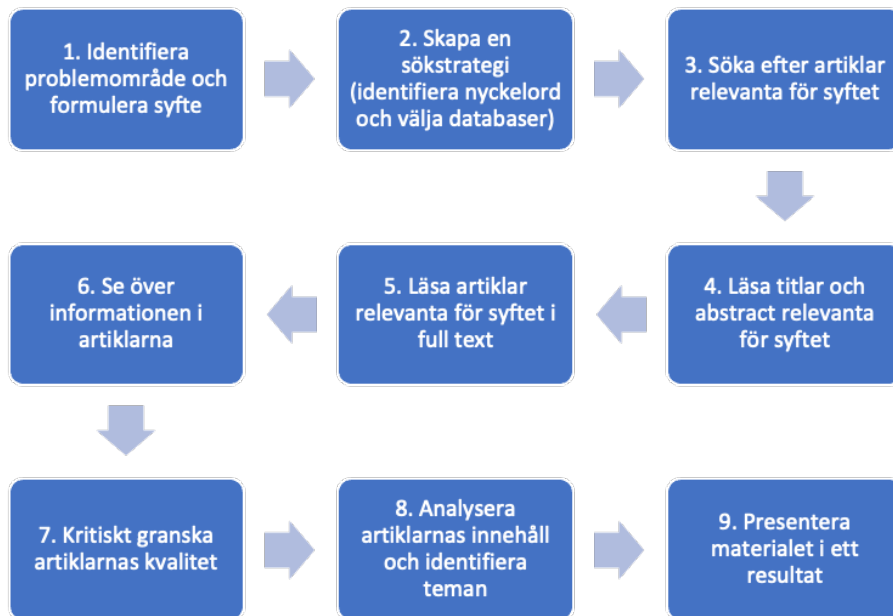 1. Identifiera
problemområde och
formulera syfte
2. Skapa en
sökstrategi
(identifiera nyckelord
och välja databaser)
3. Söka efter artiklar
relevanta för syftet
4. Läsa titlar och
abstract relevanta
för syftet
5. Läsa artiklar
relevanta för syftet i
full text
6. Se över
informationen i
artiklarna
7. Kritiskt granska
artiklarnas kvalitet
8. Analysera
artiklarnas innehåll
och identifiera
teman
9. Presentera
materialet i ett
resultat